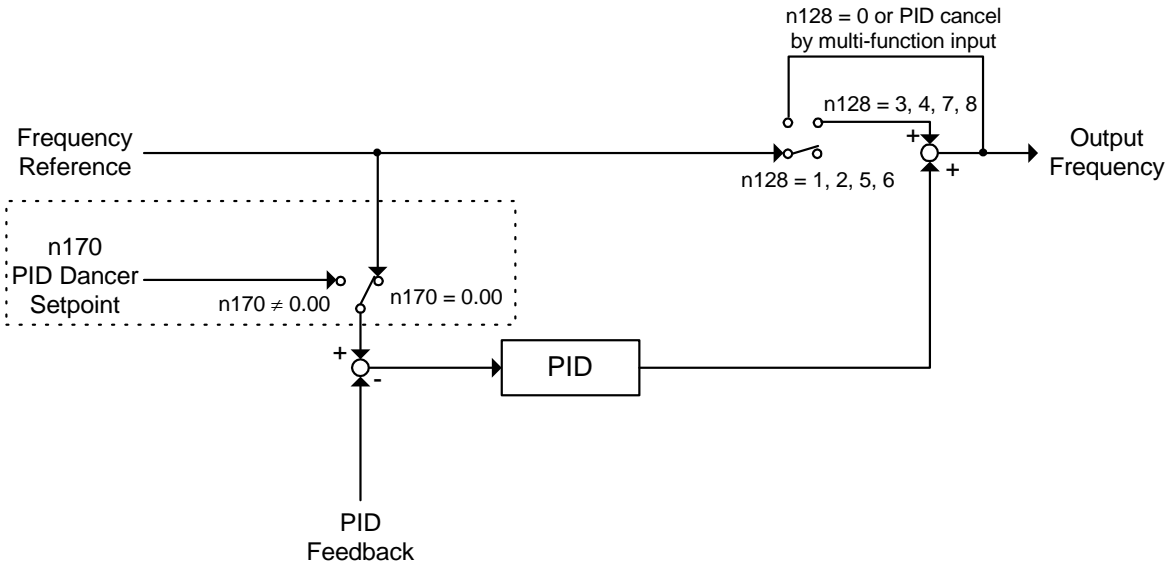 n128 = 0 or PID cancel
by multi-function input
n128 = 3, 4, 7, 8
Frequency
Reference
+
+
Output
Frequency
n128 = 1, 2, 5, 6
n170
PID Dancer
Setpoint
n170 ≠ 0.00
n170 = 0.00
+
-
PID
PID
Feedback